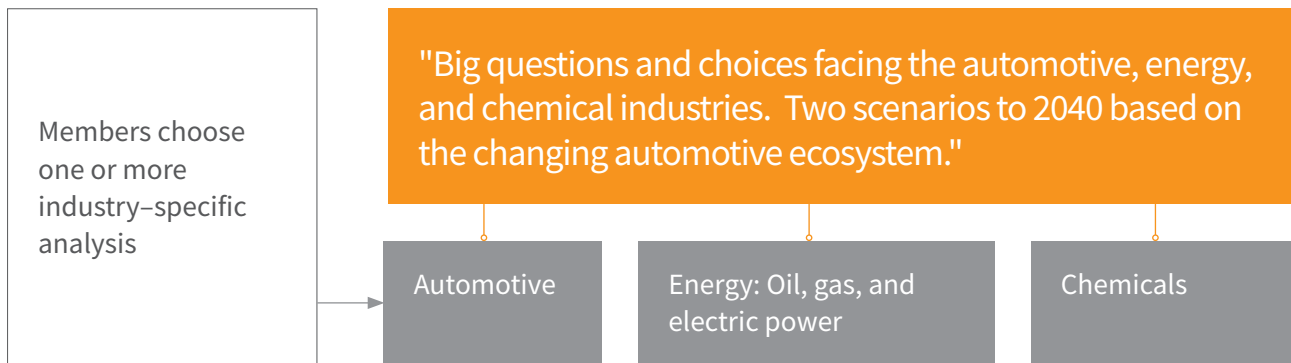 Members choose
one or more
industry–specific
analysis
"Big questions and choices facing the automotive, energy,
and chemical industries.  Two scenarios to 2040 based on
the changing automotive ecosystem."
Automotive
Energy: Oil, gas, and
electric power
Chemicals